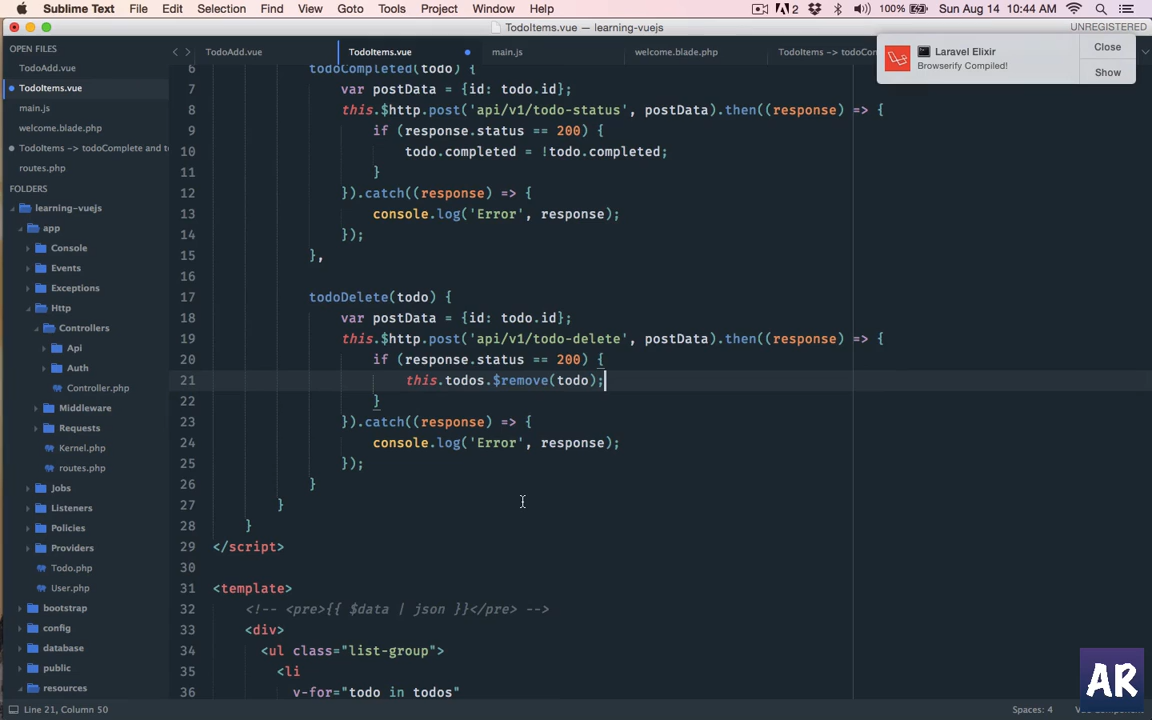 Sublime Text File Edit Selection Find View Goto Tools Project Window Help 2 100% Sun Aug 14 10:44 AM
TodoItems.vue — learning-vuejs UNREGISTERED
OPEN FILES
TodoAdd.vue
TodoItems.vue
main.js
welcome.blade.php
TodoItems -> todoComplete and t
routes.php
FOLDERS
learning-vuejs
app
Console
Events
Exceptions
Http
Controllers
Api
Auth
Controller.php
Middleware
Requests
Kernel.php
routes.php
Jobs
Listeners
Policies
Providers
Todo.php
User.php
bootstrap
config
database
public
resources
TodoAdd.vue TodoItems.vue main.js welcome.blade.php TodoItems -> todoCon
Laravel Elixir
Browserify Compiled!
Close
Show
6 todoCompleted(todo) {
7 var postData = {id: todo.id};
8 this.$http.post('api/v1/todo-status', postData).then((response) => {
9 if (response.status == 200) {
10 todo.completed = !todo.completed;
11 }
12 }).catch((response) => {
13 console.log('Error', response);
14 });
15 },
16
17 todoDelete(todo) {
18 var postData = {id: todo.id};
19 this.$http.post('api/v1/todo-delete', postData).then((response) => {
20 if (response.status == 200) {
21 this.todos.$remove(todo);
22 }
23 }).catch((response) => {
24 console.log('Error', response);
25 });
26 }
27 }
28 }
29 </script>
30
31 <template>
32 <!-- <pre>{{ $data | json }}</pre> -->
33 <div>
34 <ul class="list-group">
35 <li
36 v-for="todo in todos"
Line 21, Column 50 Spaces: 4
AR